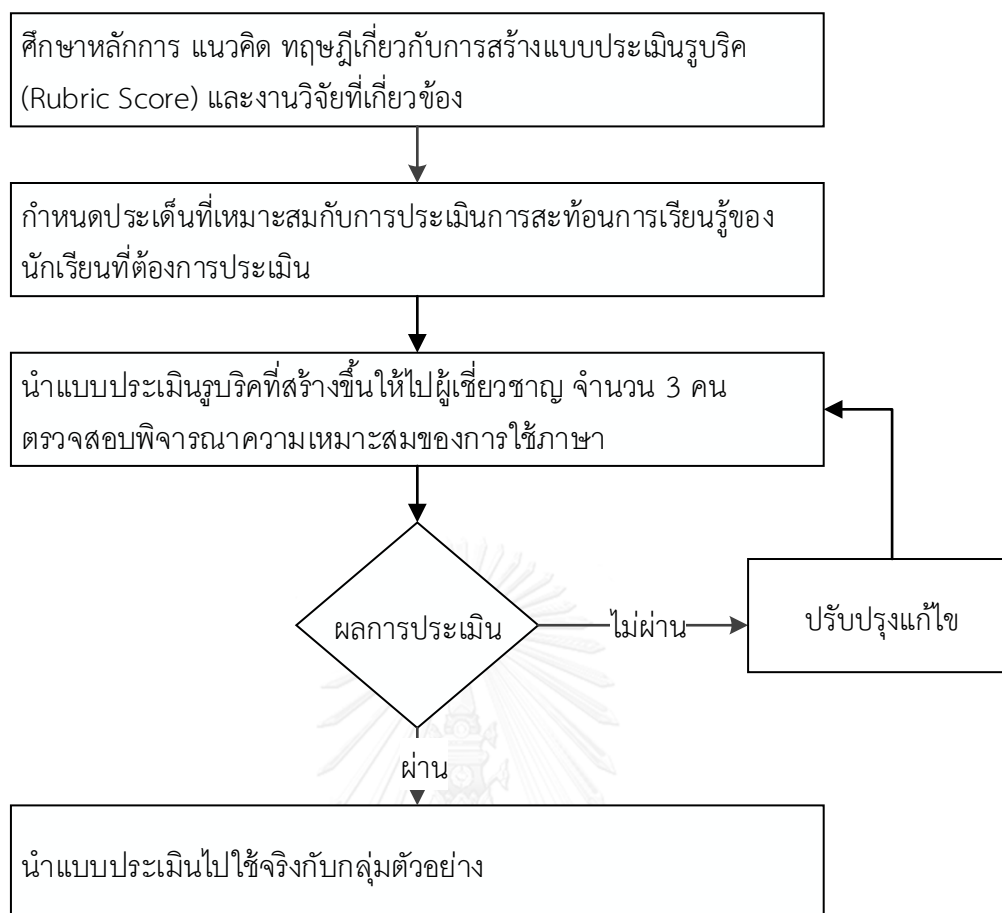 ศึกษาหลักการ แนวคิด ทฤษฎีเกี่ยวกับการสร้างแบบประเมินรูบริค
(Rubric Score) และงานวิจัยที่เกี่ยวข้อง
กำหนดประเด็นที่เหมาะสมกับการประเมินการสะท้อนการเรียนรู้ของ
นักเรียนที่ต้องการประเมิน
นำแบบประเมินรูบริคที่สร้างขึ้นให้ไปผู้เชี่ยวชาญ จำนวน 3 คน
ตรวจสอบพิจารณาความเหมาะสมของการใช้ภาษา
ผลการประเมิน
ไม่ผ่าน
ปรับปรุงแก้ไข
ผ่าน
นำแบบประเมินไปใช้จริงกับกลุ่มตัวอย่าง